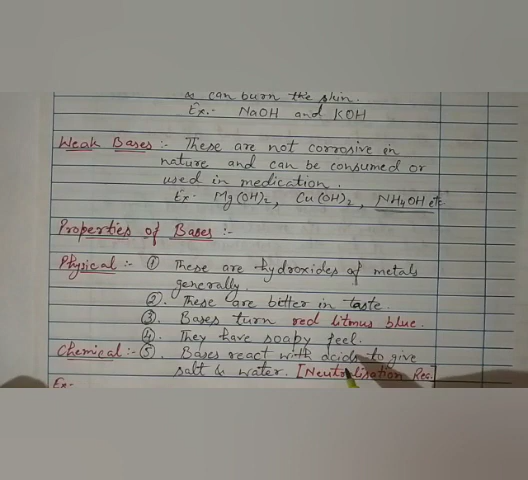 as can burn the skin.
Ex:- NaOH and KOH
Weak Bases :- These are not corrosive in
nature and can be consumed or
used in medication.
Ex:- Mg(OH)2, Cu(OH)2, NH4OH etc
Properties of Bases :-
Physical :- ① These are hydroxides of metals
generally
②. These are bitter in taste.
③. Bases turn red litmus blue.
④. They have soapy feel.
Chemical :- ⑤. Bases react with acids to give
salt & water. [Neutralisation Rec.]
Ex:-